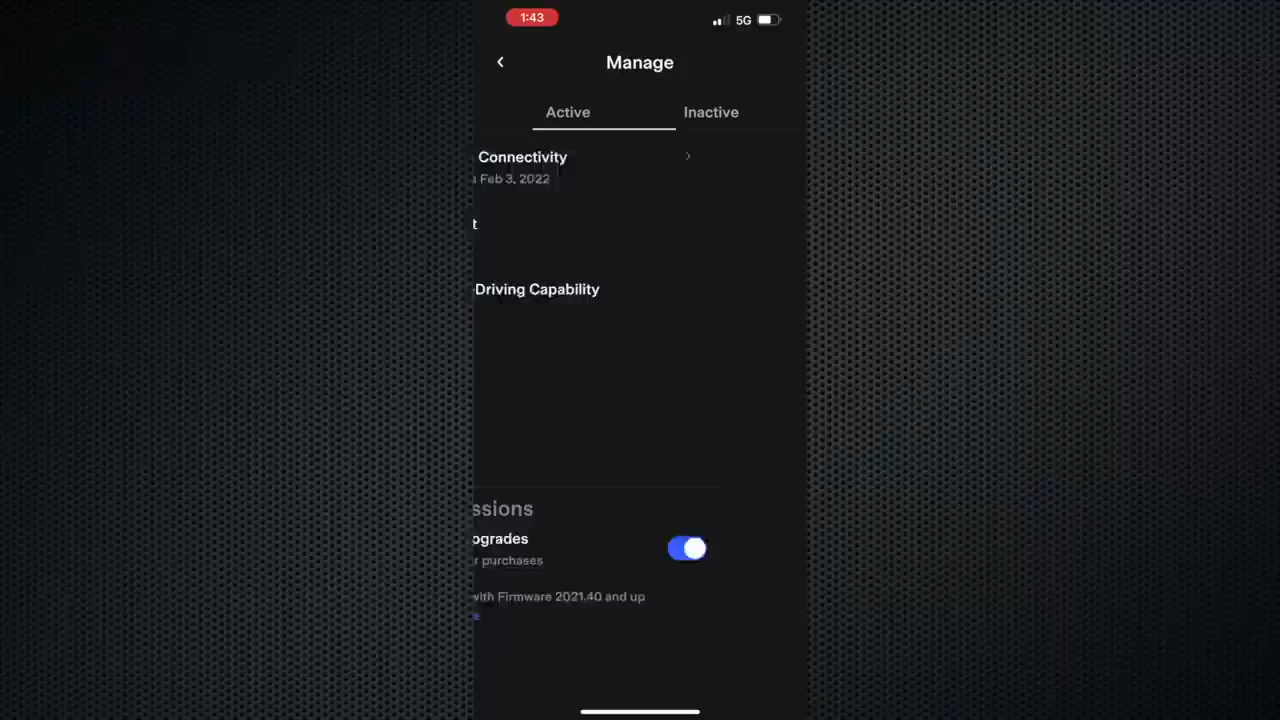 1:43
5G
Manage
Active
Inactive
Connectivity
Feb 3, 2022
t
-Driving Capability
ssions
pgrades
r purchases
with Firmware 2021.40 and up
e